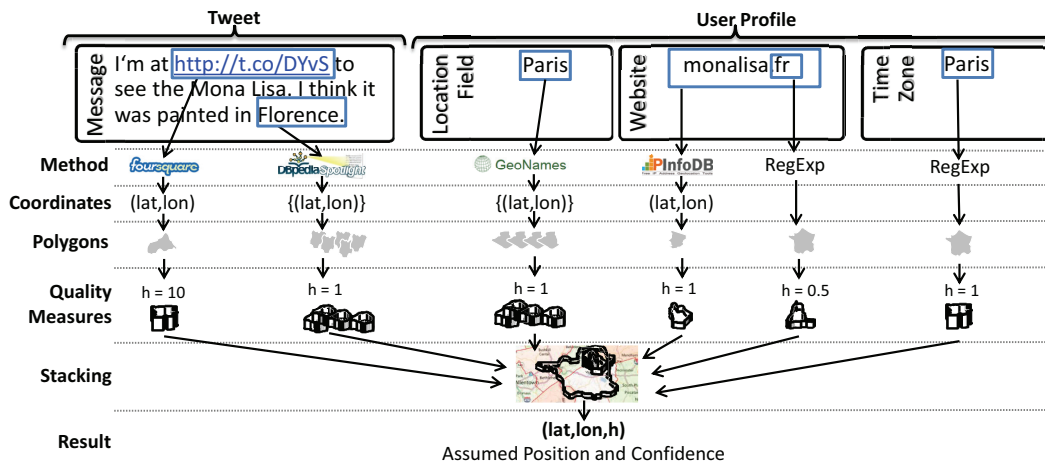 Tweet User Profile
Message
I'm at http://t.co/DYvS to
see the Mona Lisa. I think it
was painted in Florence.
Location
Field
Paris
Website
monalisa.fr
Time
Zone
Paris
Method foursquare DBpedia Spotlight GeoNames IPInfoDB RegExp RegExp
Coordinates (lat,lon) {(lat,lon)} {(lat,lon)} (lat,lon)
Polygons
Quality
Measures
h = 10 h = 1 h = 1 h = 1 h = 0.5 h = 1
Stacking
Result (lat,lon,h)
Assumed Position and Confidence